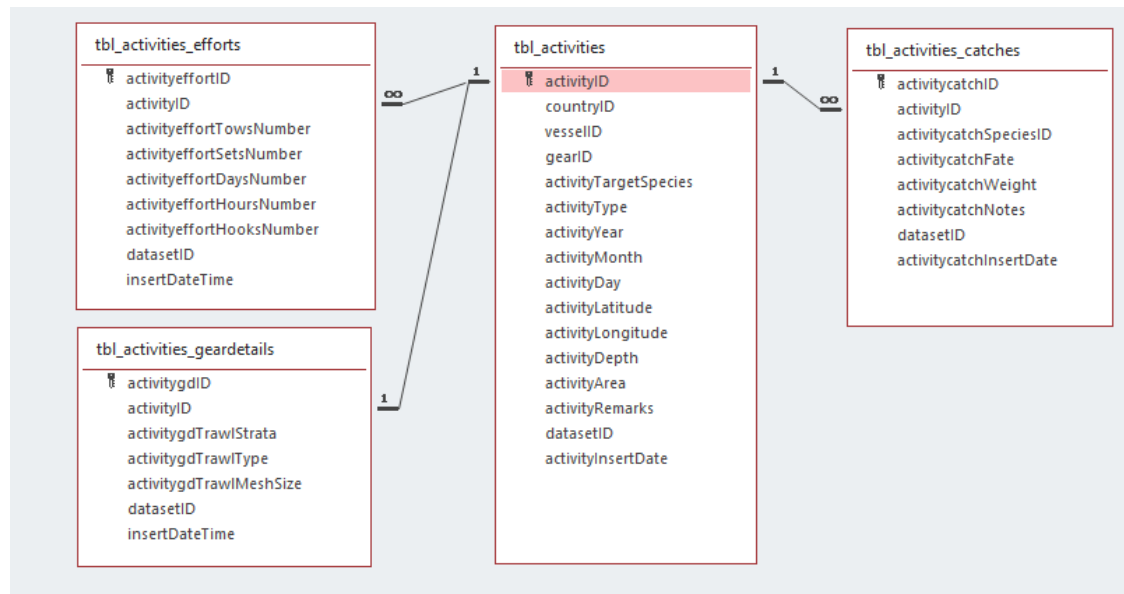 tbl_activities_efforts
activityeffortID
activityID
activityeffortTowsNumber
activityeffortSetsNumber
activityeffortDaysNumber
activityeffortHoursNumber
activityeffortHooksNumber
datasetID
insertDateTime
∞
1
tbl_activities_geardetails
activitygdID
activityID
activitygdTrawlStrata
activitygdTrawlType
activitygdTrawlMeshSize
datasetID
insertDateTime
1
tbl_activities
activityID
countryID
vesselID
gearID
activityTargetSpecies
activityType
activityYear
activityMonth
activityDay
activityLatitude
activityLongitude
activityDepth
activityArea
activityRemarks
datasetID
activityInsertDate
1
∞
tbl_activities_catches
activitycatchID
activityID
activitycatchSpeciesID
activitycatchFate
activitycatchWeight
activitycatchNotes
datasetID
activitycatchInsertDate